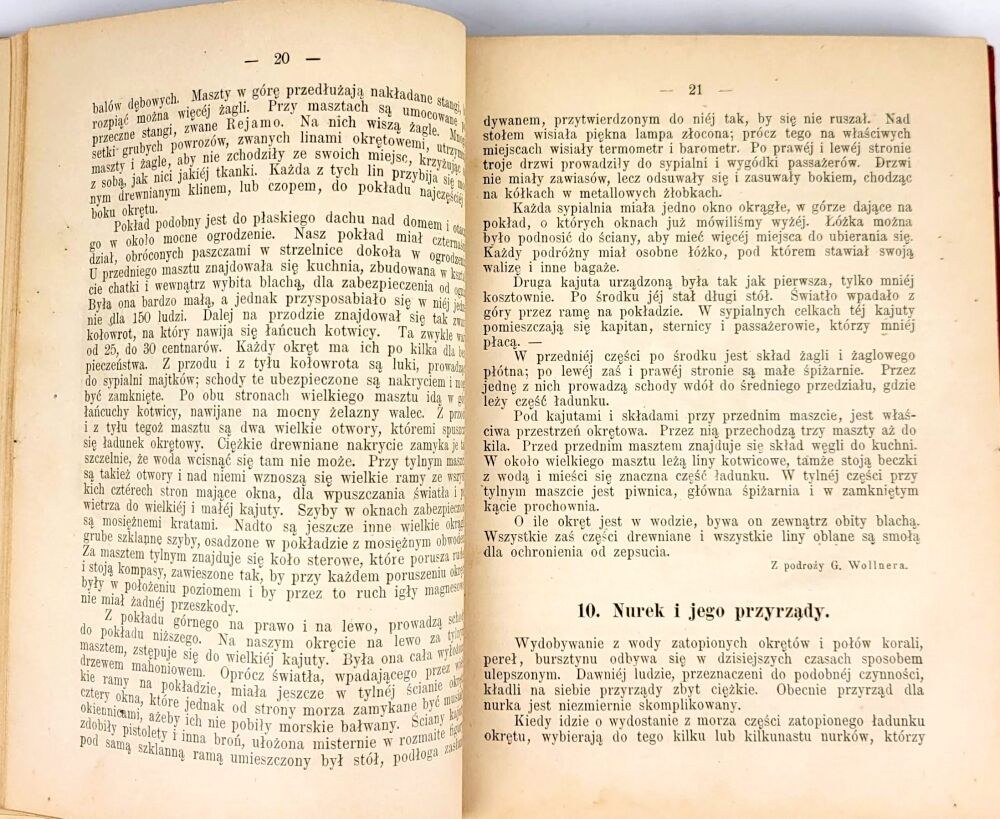 — 20 —
balów dębowych. Maszty w górę przedłużają nakładane stangi,
rozpiąć można więcéj żagli. Przy masztach są umocowane
przeczne stangi, zwane Rejamo. Na nich wiszą żagle.
setki grubych powrozów, zwanych linami okrętowemi,
maszty i żagle, aby nie zchodziły ze swoich miejsc, krzyżując
z sobą, jak nici jakiéj tkanki. Każda z tych lin przybija się
nym drewnianym klinem, lub czopem, do pokładu najczęściéj
boku okrętu.
Pokład podobny jest do płaskiego dachu nad domem i
go w około mocne ogrodzenie. Nasz pokład miał
dział, obróconych paszczami w strzelnice dokoła w
U przedniego masztu znajdowała się kuchnia, zbudowana w
cie chatki i wewnątrz wybita blachą, dla zabezpieczenia od
Była ona bardzo małą, a jednak przysposabiało się w niéj
nie dla 150 ludzi. Dalej na przodzie znajdował się tak
kołowrot, na który nawija się łańcuch kotwicy. Ta zwykle
od 25, do 30 centnarów. Każdy okręt ma ich po kilka dla
pieczeństwa. Z przodu i z tyłu kołowrota są luki,
do sypialni majtków; schody te ubezpieczone są nakryciem i
być zamknięte. Po obu stronach wielkiego masztu idą w
łańcuchy kotwicy, nawijane na mocny żelazny walec. Z
i z tyłu tegoż masztu są dwa wielkie otwory, któremi
się ładunek okrętowy. Ciężkie drewniane nakrycie zamyka je
szczelnie, że woda wcisnąć się tam nie może. Przy tylnym
są takież otwory i nad niemi wznoszą się wielkie ramy ze
kich cztérech stron mające okna, dla wpuszczania światła i
wietrza do wielkiéj i małéj kajuty. Szyby w oknach
są mosiężnemi kratami. Nadto są jeszcze inne wielkie
grube szklanne szyby, osadzone w pokładzie z mosiężnym
Za masztem tylnym znajduje się koło sterowe, które porusza
i stoją kompasy, zawieszone tak, by przy każdem poruszeniu
były w położeniu poziomem i by przez to ruch igły
nie miał żadnéj przeszkody.
Z pokładu górnego na prawo i na lewo, prowadzą
do pokładu niższego. Na naszym okręcie na lewo za
masztem, zstępuje się do wielkiéj kajuty. Była ona cała
drzewem mahoniowem. Oprócz światła, wpadającego przez
kie ramy na pokładzie, miała jeszcze w tylnéj ścianie
cztery okna, które jednak od strony morza zamykane być
okiennicami, ażeby ich nie pobiły morskie bałwany. Ściany
zdobiły pistolety i inna broń, ułożona misternie w rozmaite
pod samą szklanną ramą umieszczony był stół, podłoga
— 21 —
dywanem, przytwierdzonym do niéj tak, by się nie ruszał. Nad
stołem wisiała piękna lampa złocona; prócz tego na właściwych
miejscach wisiały termometr i barometr. Po prawéj i lewéj stronie
troje drzwi prowadziły do sypialni i wygódki passażerów. Drzwi
nie miały zawiasów, lecz odsuwały się i zasuwały bokiem, chodząc
na kółkach w metallowych żłobkach.
Każda sypialnia miała jedno okno okrągłe, w górze dające na
pokład, o których oknach już mówiliśmy wyżéj. Łóżka można
było podnosić do ściany, aby mieć więcéj miejsca do ubierania się.
Każdy podróżny miał osobne łóżko, pod którem stawiał swoją
walizę i inne bagaże.
Druga kajuta urządzoną była tak jak pierwsza, tylko mniéj
kosztownie. Po środku jéj stał długi stół. Światło wpadało z
góry przez ramę na pokładzie. W sypialnych celkach téj kajuty
pomieszczają się kapitan, sternicy i passażerowie, którzy mniéj
płacą. —
W przedniéj części po środku jest skład żagli i żaglowego
płótna; po lewéj zaś i prawéj stronie są małe śpiżarnie. Przez
jednę z nich prowadzą schody wdół do średniego przedziału, gdzie
leży część ładunku.
Pod kajutami i składami przy przednim maszcie, jest właś-
ciwa przestrzeń okrętowa. Przez nią przechodzą trzy maszty aż do
kila. Przed przednim masztem znajduje się skład węgli do kuchni.
W około wielkiego masztu leżą liny kotwicowe, tamże stoją beczki
z wodą i mieści się znaczna część ładunku. W tylnéj części przy
tylnym maszcie jest piwnica, główna śpiżarnia i w zamkniętym
kącie prochownia.
O ile okręt jest w wodzie, bywa on zewnątrz obity blachą.
Wszystkie zaś części drewniane i wszystkie liny oblane są smołą
dla ochronienia od zepsucia.
Z podroży G. Wollnera.
10. Nurek i jego przyrządy.
Wydobywanie z wody zatopionych okrętów i połów korali,
pereł, bursztynu odbywa się w dzisiejszych czasach sposobem
ulepszonym. Dawniéj ludzie, przeznaczeni do podobnéj czynności,
kładli na siebie przyrządy zbyt ciężkie. Obecnie przyrząd dla
nurka jest niezmiernie skomplikowany.
Kiedy idzie o wydostanie z morza części zatopionego ładunku
okrętu, wybierają do tego kilku lub kilkunastu nurków, którzy